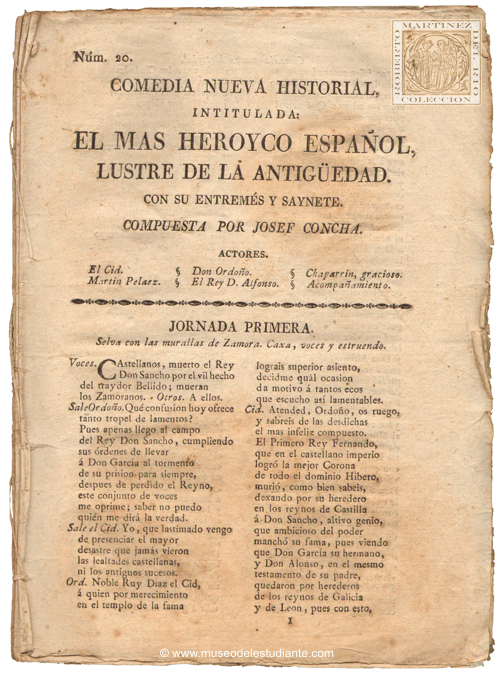 Núm. 20.
ROBERTO MARTINEZ DEL RIO
COLECCION
COMEDIA NUEVA HISTORIAL,
INTITULADA:
EL MAS HEROYCO ESPAÑOL,
LUSTRE DE LA ANTIGÜEDAD.
CON SU ENTREMÉS Y SAYNETE.
COMPUESTA POR JOSEF CONCHA.
ACTORES.
El Cid. § Don Ordoño. § Chaparrin, gracioso.
Martin Pelaez. § El Rey D. Alfonso. § Acompañamiento.
JORNADA PRIMERA.
Selva con las murallas de Zamora. Caxa, voces y estruendo.
Voces. CAstellanos, muerto el Rey
Don Sancho por el vil hecho
del traydor Bellido; mueran
los Zamoranos. - Otros. A ellos.
Sale Ordoño. Qué confusion hoy ofrece
tanto tropel de lamentos?
Pues apenas llego al campo
del Rey Don Sancho, cumpliendo
sus órdenes de llevar
á Don Garcia al tormento
de su prision para siempre,
despues de perdido el Reyno,
este conjunto de voces
me oprime; saber no puedo
quién me dirá la verdad.
Sale el Cid. Yo, que lastimado vengo
de presenciar el mayor
desastre que jamás vieron
las lealtades castellanas,
ni los antiguos sucesos.
Ord. Noble Ruy Diaz el Cid,
á quien por merecimiento
en el templo de la fama
lograis superior asiento,
decidme quál ocasion
da motivo á tantos ecos
que escucho así lamentables.
Cid. Atended, Ordoño, os ruego,
y sabreis de las desdichas
el mas infeliz compuesto.
El Primero Rey Fernando,
que en el castellano imperio
logró la mejor Corona
de todo el dominio Hibero,
murió, como bien sabeis,
dexando por su heredero
en los reynos de Castilla
á Don Sancho, altivo genio,
que ambicioso del poder
manchó su fama, pues viendo
que Don Garcia su hermano,
y Don Alonso, en el mesmo
testamento de su padre,
quedaron por herederos
de los reynos de Galicia
y de Leon, pues con esto,
I
© www.museodelestudiante.com